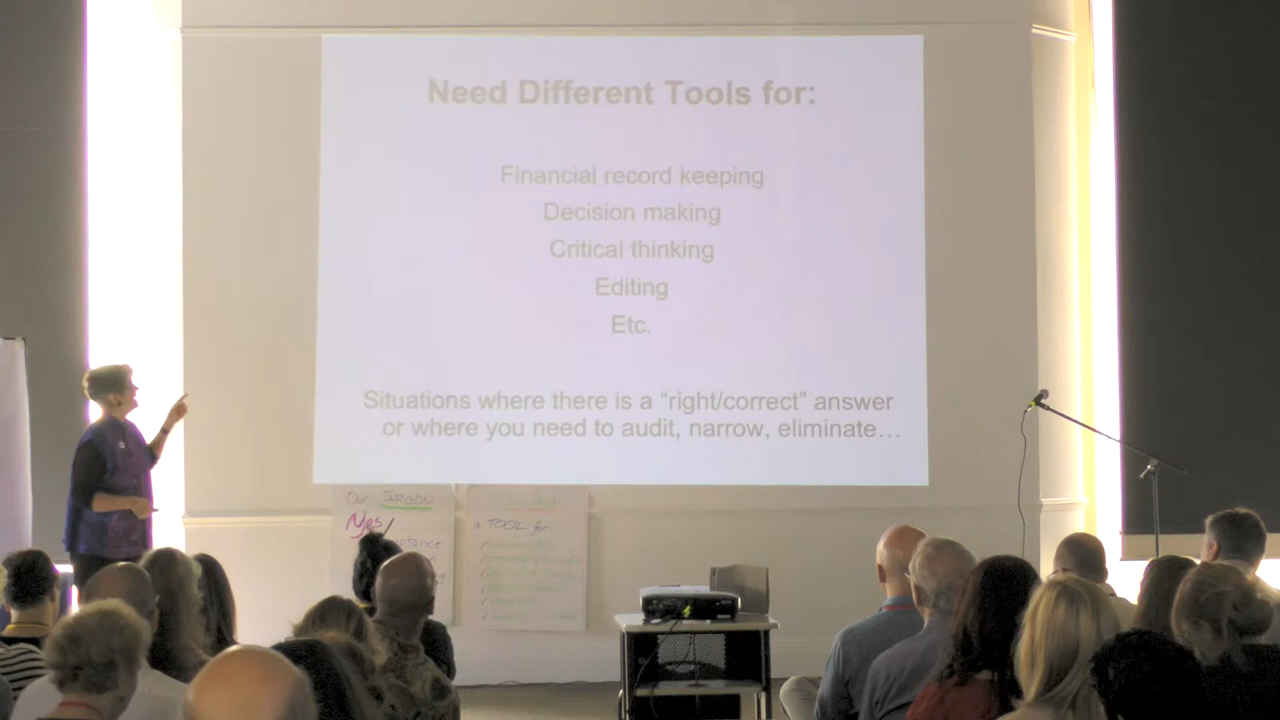 Need Different Tools for:
Financial record keeping
Decision making
Critical thinking
Editing
Etc.
Situations where there is a “right/correct” answer
or where you need to audit, narrow, eliminate…
Our JARGON
Yes
TOOL for